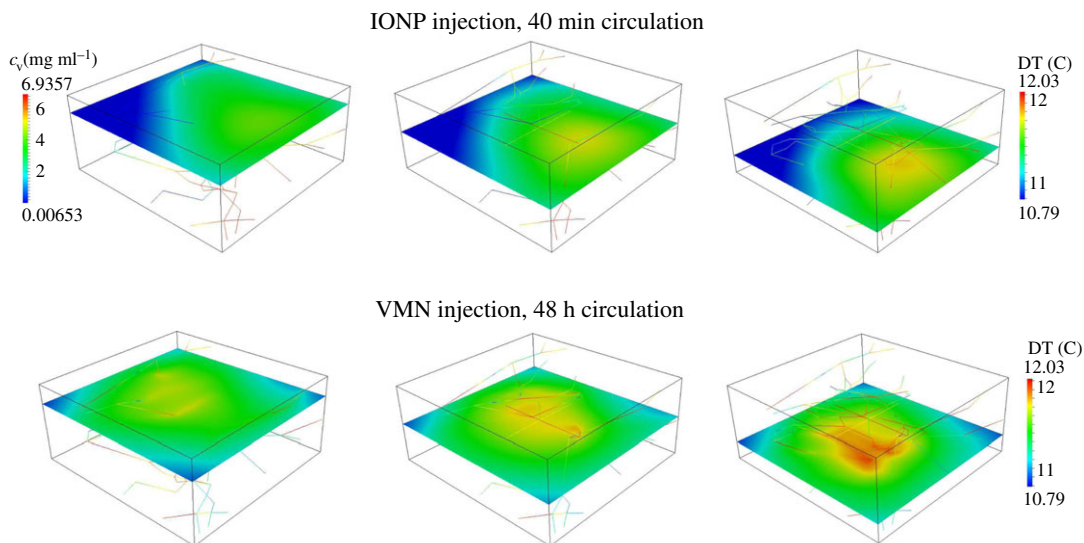 IONP injection, 40 min circulation
cv(mg ml–1)
6.9357
6
4
2
0.00653
DT (C)
12.03
12
11
10.79
VMN injection, 48 h circulation
DT (C)
12.03
12
11
10.79